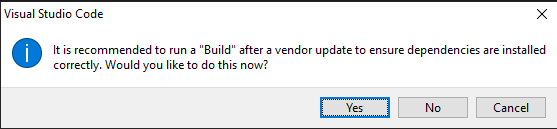 Visual Studio Code
It is recommended to run a "Build" after a vendor update to ensure dependencies are installed
correctly. Would you like to do this now?
Yes No Cancel